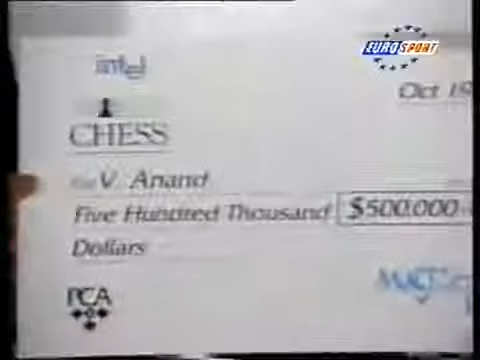 EUROSPORT
intel
Oct 19
CHESS
V. Anand
Five Hundred Thousand $500.000
Dollars
PCA